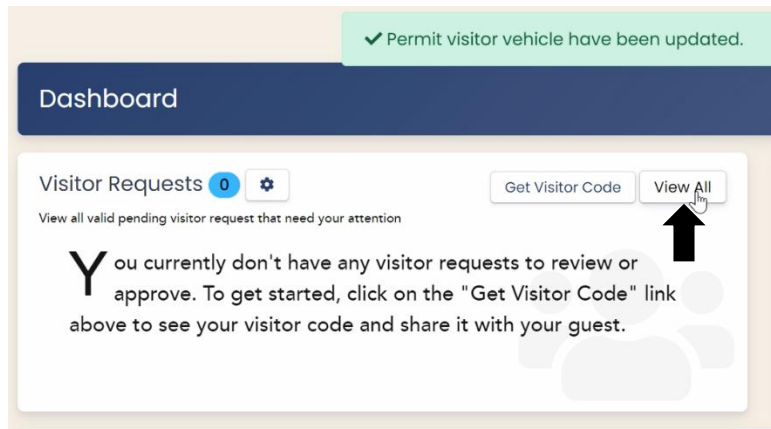 ✔ Permit visitor vehicle have been updated.
Dashboard
Visitor Requests 0
Get Visitor Code
View All
View all valid pending visitor request that need your attention
You currently don't have any visitor requests to review or
approve. To get started, click on the "Get Visitor Code" link
above to see your visitor code and share it with your guest.